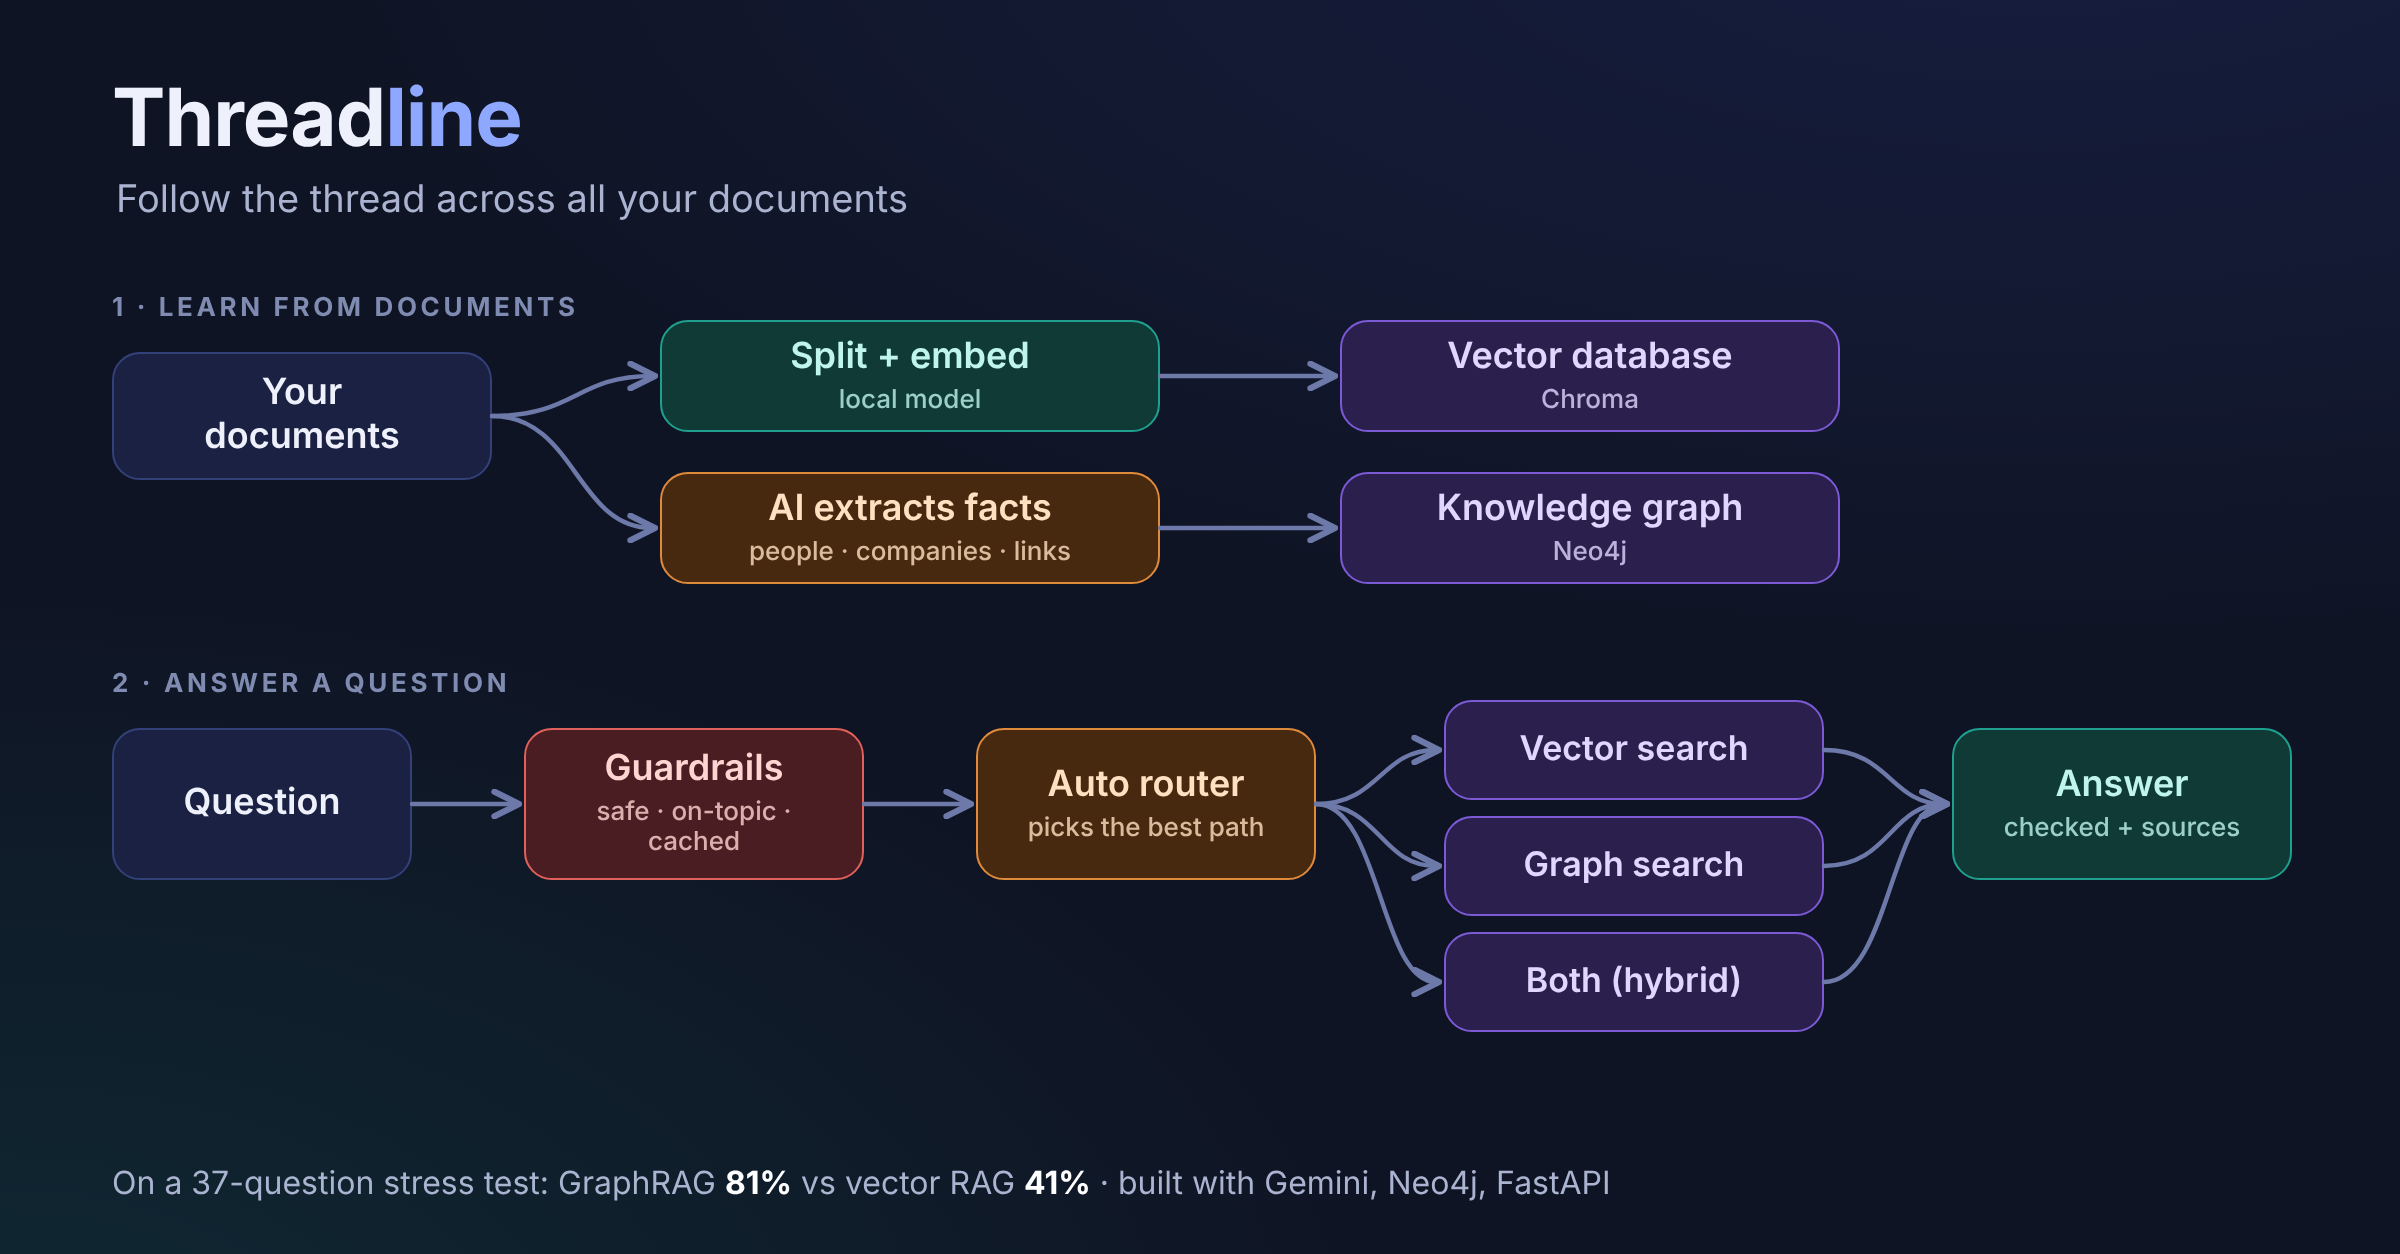 Threadline
Follow the thread across all your documents
1 · LEARN FROM DOCUMENTS
Your
documents
Split + embed
local model
Vector database
Chroma
AI extracts facts
people · companies · links
Knowledge graph
Neo4j
2 · ANSWER A QUESTION
Question
Guardrails
safe · on-topic ·
cached
Auto router
picks the best path
Vector search
Graph search
Both (hybrid)
Answer
checked + sources
On a 37-question stress test: GraphRAG 81% vs vector RAG 41% · built with Gemini, Neo4j, FastAPI